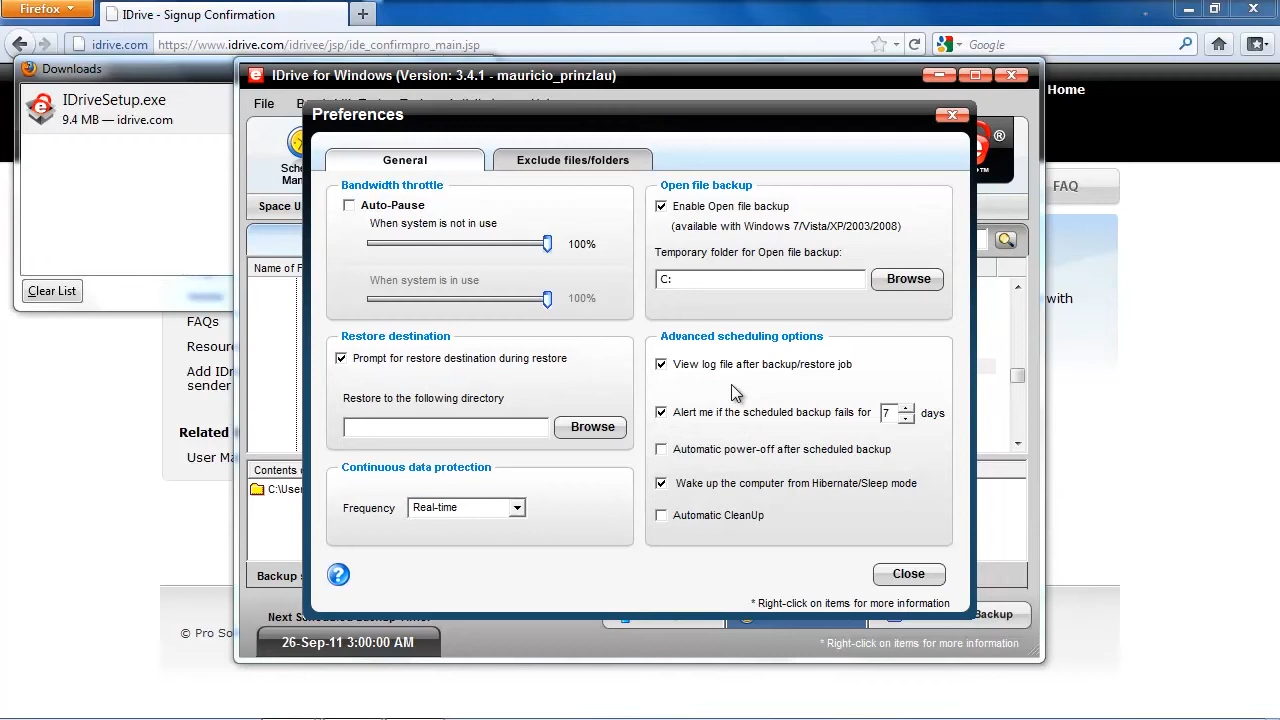 Firefox
IDrive - Signup Confirmation
idrive.com
https://www.idrive.com/idrivee/jsp/ide_confirmpro_main.jsp
Google
Downloads
IDriveSetup.exe
9.4 MB — idrive.com
Clear List
Home
FAQ
with
FAQs
Resour
Add ID
sender
Related
User Ma
© Pro So
IDrive for Windows (Version: 3.4.1 - mauricio_prinzlau)
File
Sche
Man
Space U
Name of F
Contents
C:\User
Backup s
26-Sep-11 3:00:00 AM
Backup
* Right-click on items for more information
Preferences
General
Exclude files/folders
Bandwidth throttle
Auto-Pause
When system is not in use
100%
When system is in use
100%
Restore destination
Prompt for restore destination during restore
Restore to the following directory
Browse
Continuous data protection
Frequency
Real-time
Open file backup
Enable Open file backup
(available with Windows 7/Vista/XP/2003/2008)
Temporary folder for Open file backup:
C:
Browse
Advanced scheduling options
View log file after backup/restore job
Alert me if the scheduled backup fails for 7 days
Automatic power-off after scheduled backup
Wake up the computer from Hibernate/Sleep mode
Automatic CleanUp
Close
* Right-click on items for more information